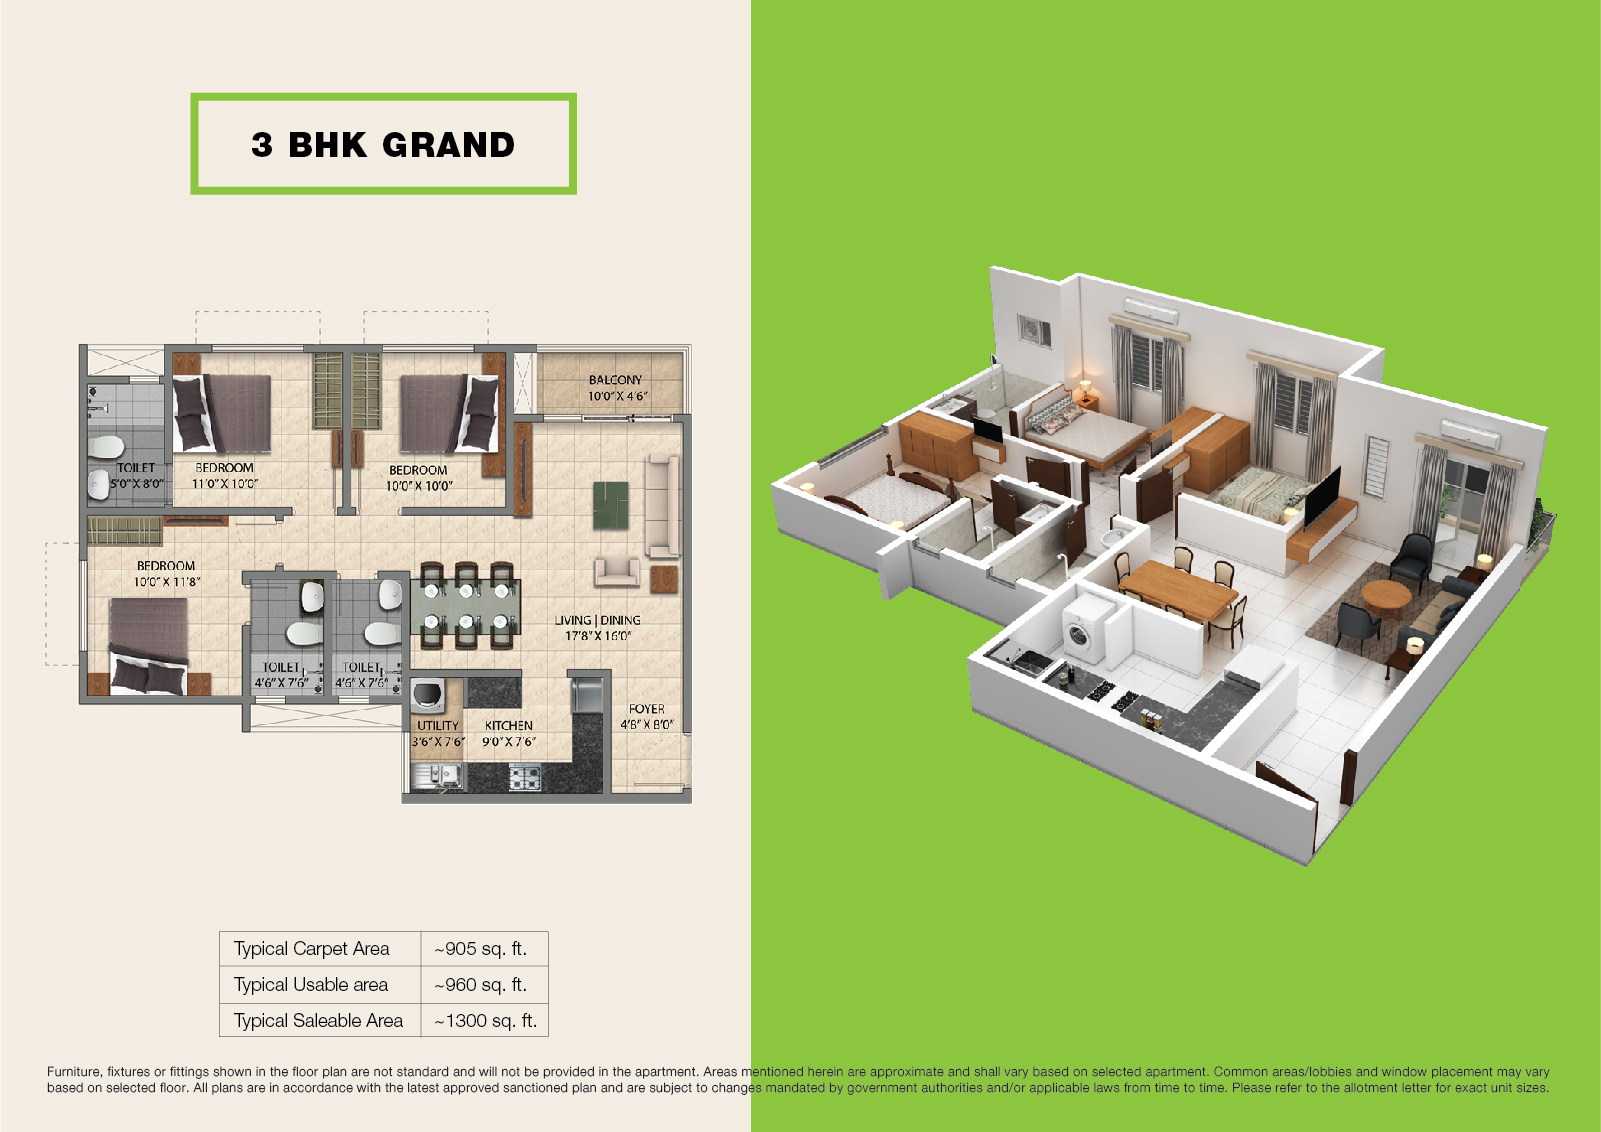 3 BHK GRAND
BALCONY
10'0" X 4'6"
TOILET
5'0" X 8'0"
BEDROOM
11'0" X 10'0"
BEDROOM
10'0" X 10'0"
BEDROOM
10'0" X 11'8"
LIVING | DINING
17'8" X 16'0"
TOILET
4'6" X 7'6"
TOILET
4'6" X 7'6"
FOYER
4'8" X 8'0"
UTILITY
3'6" X 7'6"
KITCHEN
9'0" X 7'6"
Typical Carpet Area ~905 sq. ft.
Typical Usable area ~960 sq. ft.
Typical Saleable Area ~1300 sq. ft.
Furniture, fixtures or fittings shown in the floor plan are not standard and will not be provided in the apartment. Areas mentioned herein are approximate and shall vary based on selected apartment. Common areas/lobbies and window placement may vary
based on selected floor. All plans are in accordance with the latest approved sanctioned plan and are subject to changes mandated by government authorities and/or applicable laws from time to time. Please refer to the allotment letter for exact unit sizes.